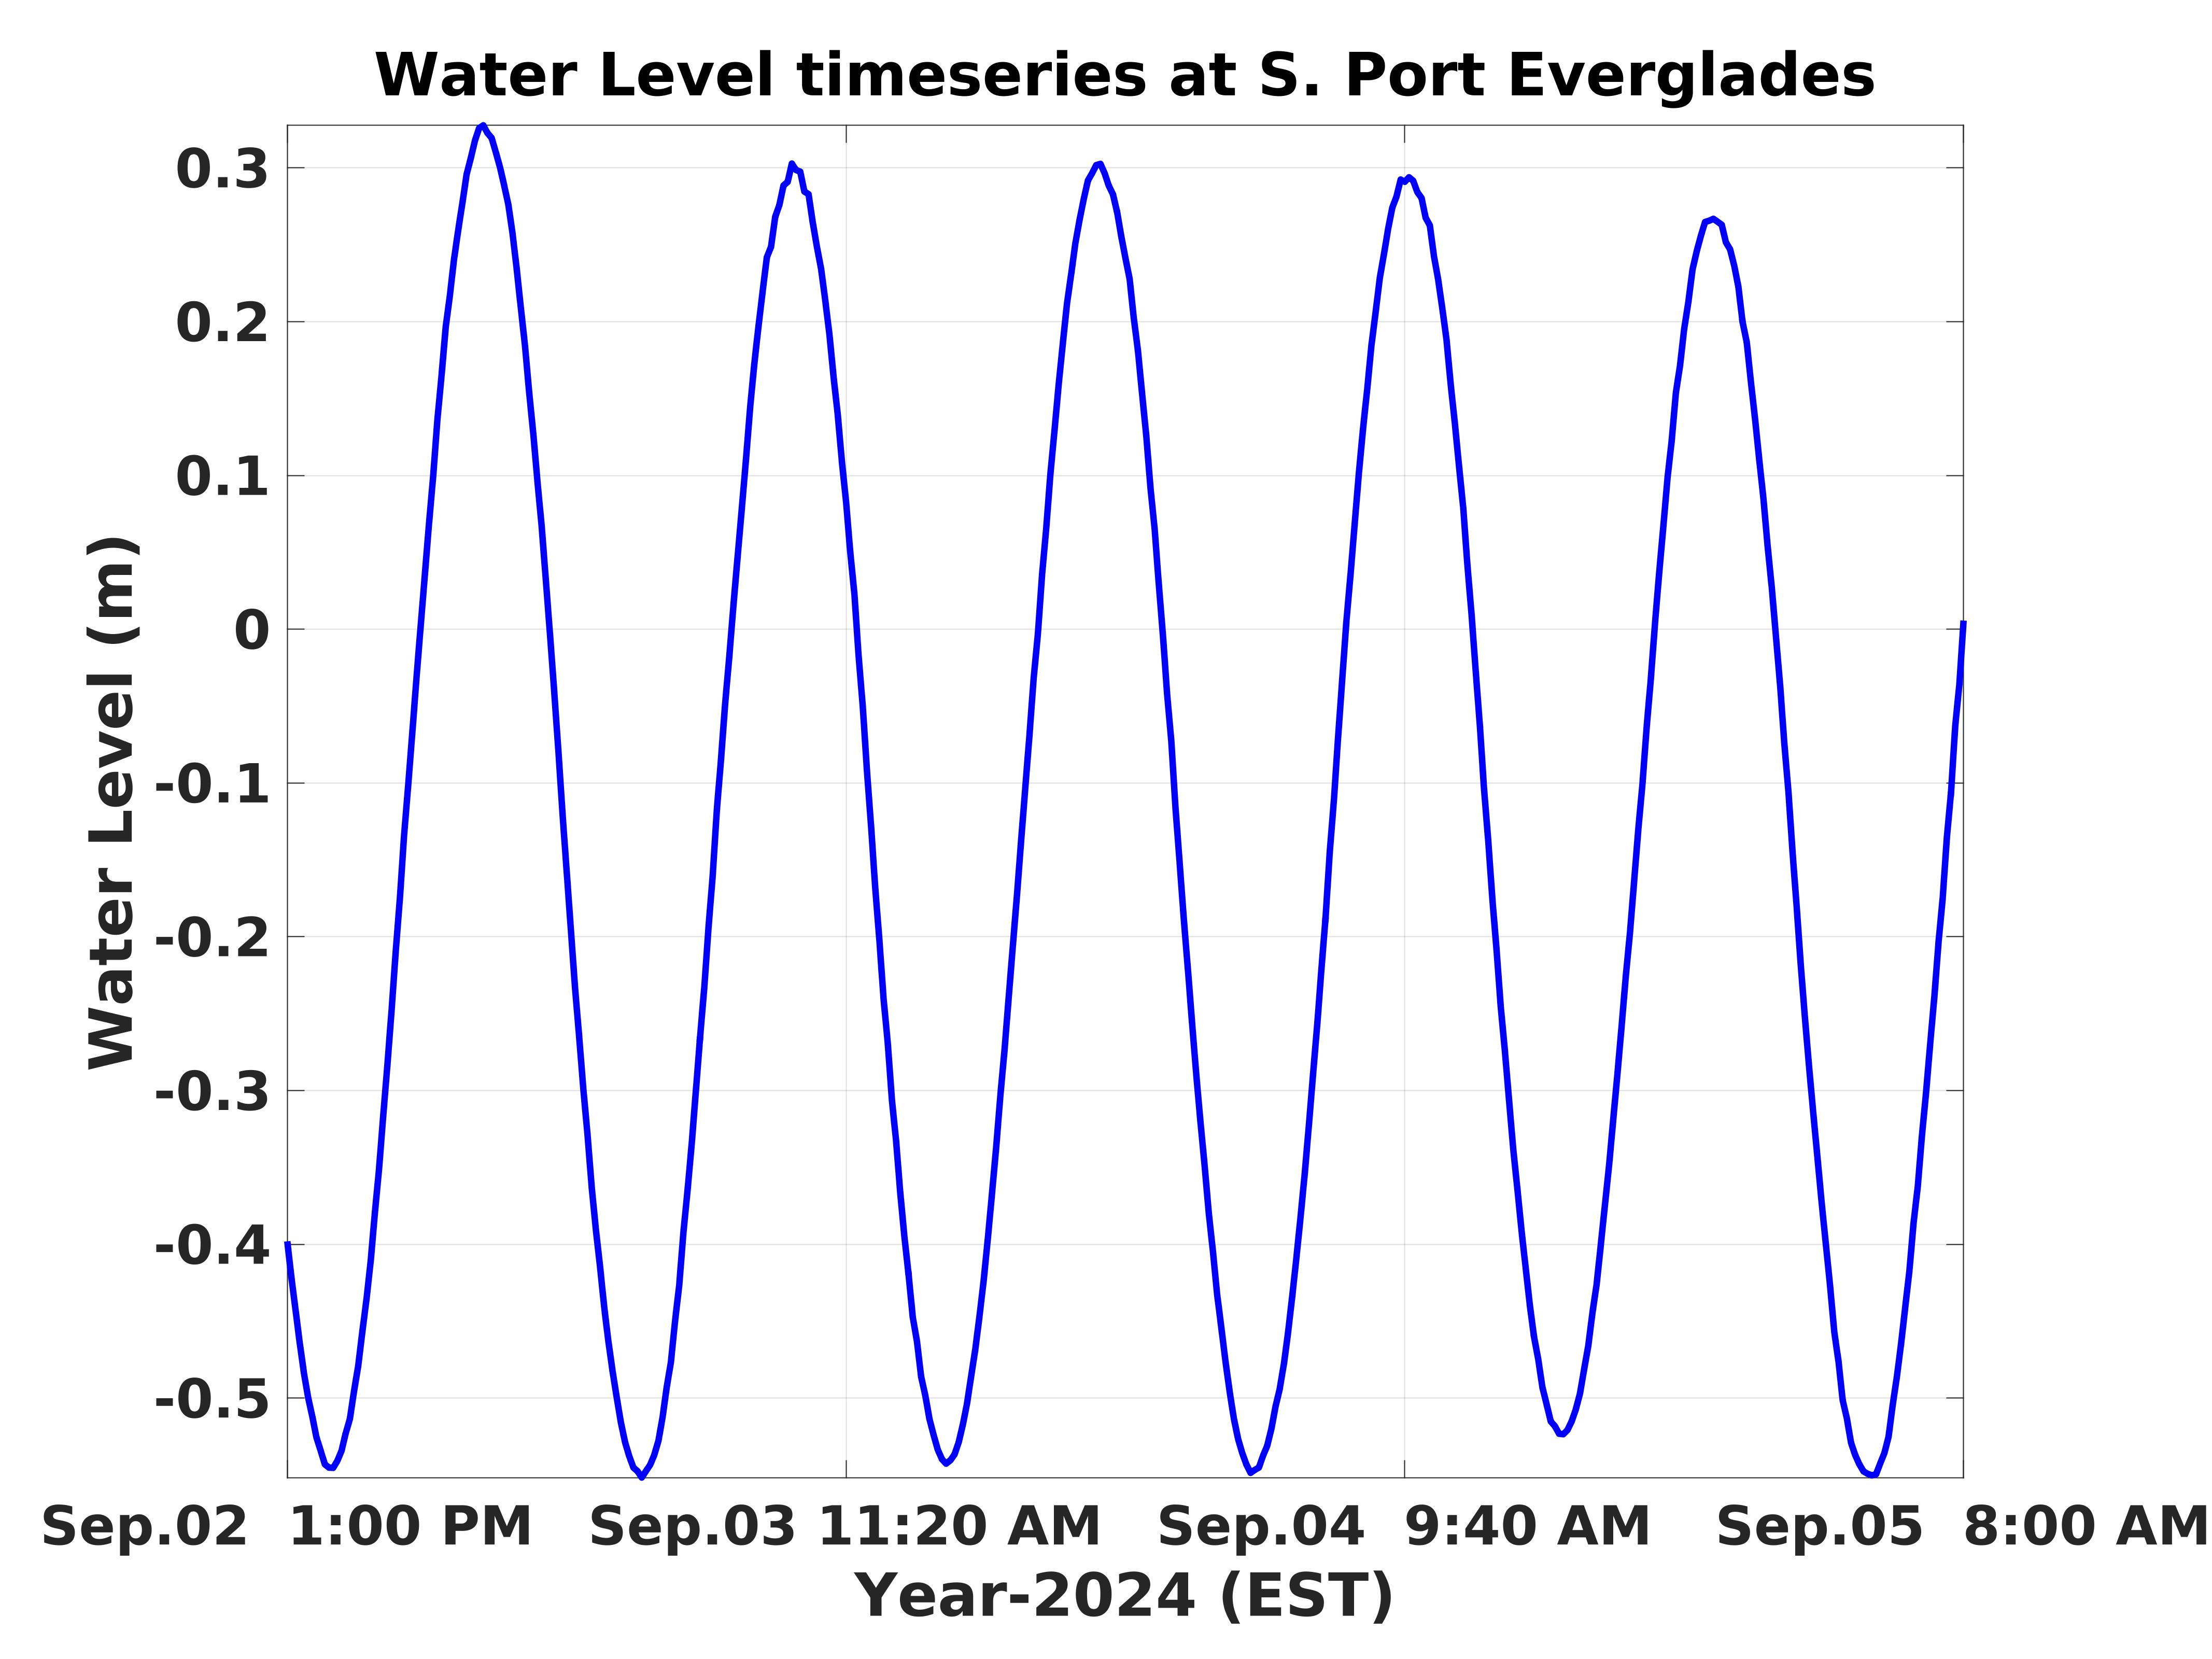 Water Level timeseries at S. Port Everglades
0.3
0.2
0.1
0
-0.1
-0.2
-0.3
-0.4
-0.5
Water Level (m)
Sep.02 1:00 PM Sep.03 11:20 AM Sep.04 9:40 AM Sep.05 8:00 AM
Year-2024 (EST)